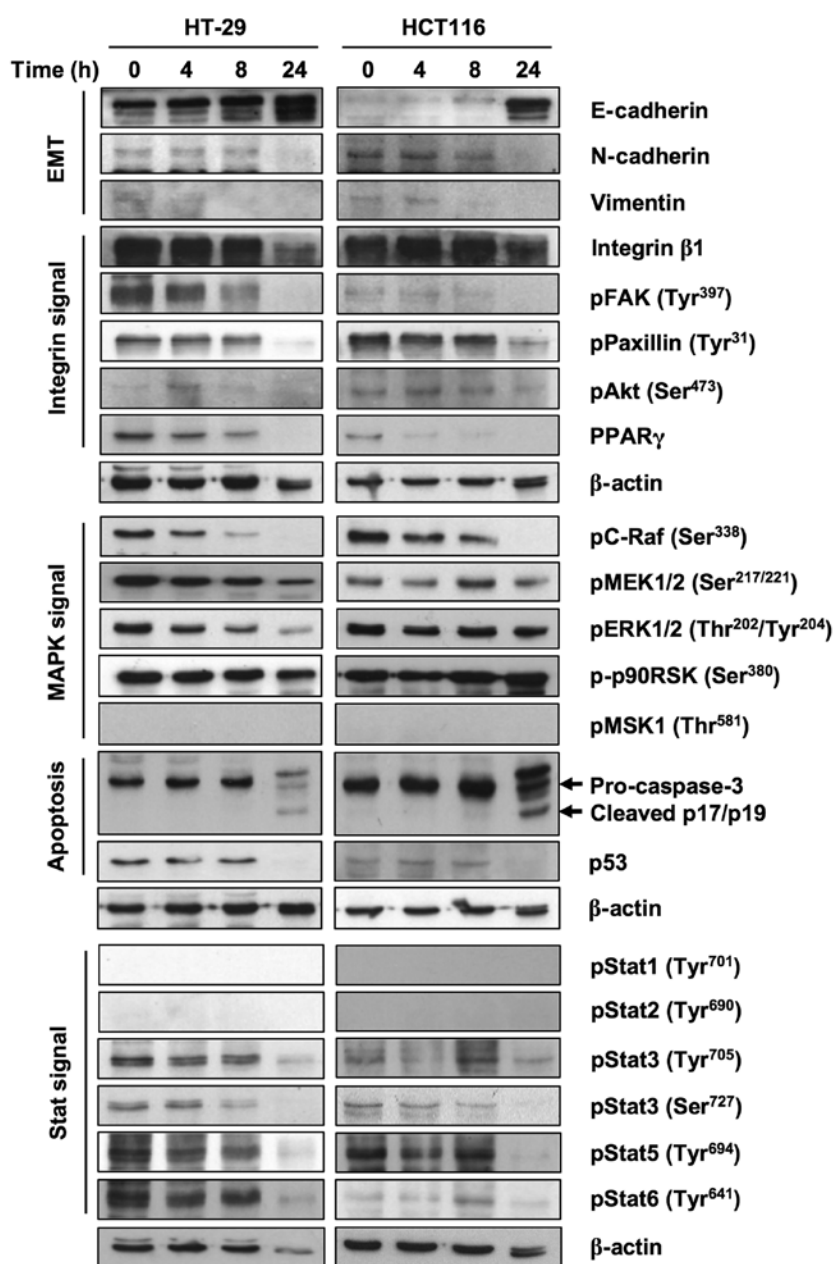 HT-29 HCT116
Time (h) 0 4 8 24 0 4 8 24
EMT
E-cadherin
N-cadherin
Vimentin
Integrin signal
Integrin β1
pFAK (Tyr³⁹⁷)
pPaxillin (Tyr³¹)
pAkt (Ser⁴⁷³)
PPARγ
β-actin
MAPK signal
pC-Raf (Ser³³⁸)
pMEK1/2 (Ser²¹⁷/²²¹)
pERK1/2 (Thr²⁰²/Tyr²⁰⁴)
p-p90RSK (Ser³⁸⁰)
pMSK1 (Thr⁵⁸¹)
Apoptosis
Pro-caspase-3
Cleaved p17/p19
p53
β-actin
Stat signal
pStat1 (Tyr⁷⁰¹)
pStat2 (Tyr⁶⁹⁰)
pStat3 (Tyr⁷⁰⁵)
pStat3 (Ser⁷²⁷)
pStat5 (Tyr⁶⁹⁴)
pStat6 (Tyr⁶⁴¹)
β-actin